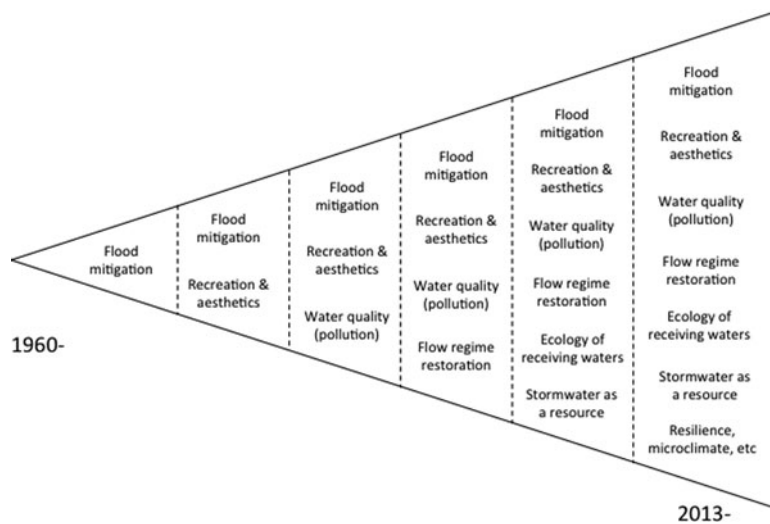 Flood
mitigation
Flood
mitigation
Recreation &
aesthetics
Flood
mitigation
Recreation &
aesthetics
Water quality
(pollution)
Flood
mitigation
Recreation &
aesthetics
Water quality
(pollution)
Flow regime
restoration
Flood
mitigation
Recreation &
aesthetics
Water quality
(pollution)
Flow regime
restoration
Ecology of
receiving waters
Stormwater as
a resource
Flood
mitigation
Recreation &
aesthetics
Water quality
(pollution)
Flow regime
restoration
Ecology of
receiving waters
Stormwater as
a resource
Resilience,
microclimate, etc
1960-
2013-